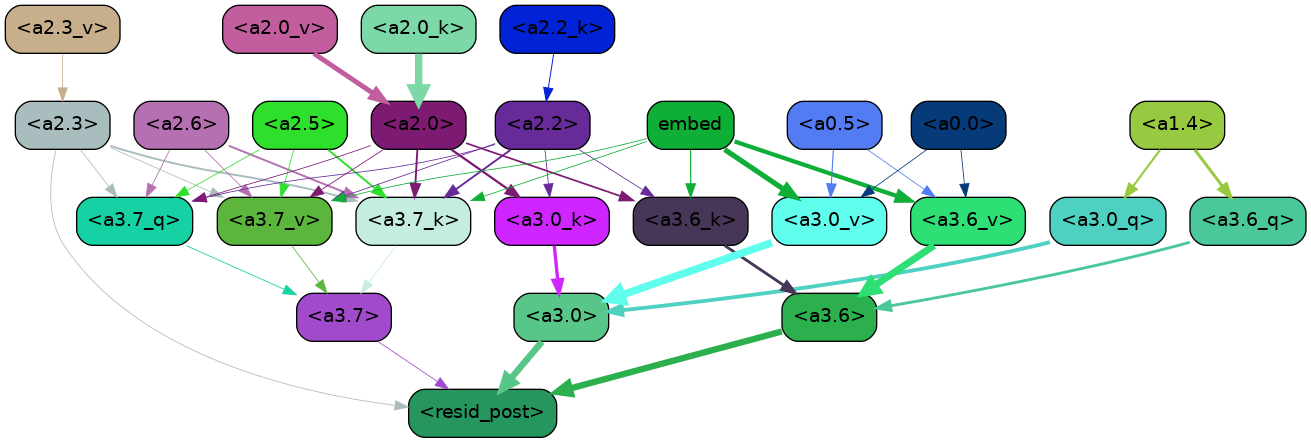 <a2.3_v> <a2.0_v> <a2.0_k> <a2.2_k>
<a2.3> <a2.6> <a2.5> <a2.0> <a2.2> embed <a0.5> <a0.0> <a1.4>
<a3.7_q> <a3.7_v> <a3.7_k> <a3.0_k> <a3.6_k> <a3.0_v> <a3.6_v> <a3.0_q> <a3.6_q>
<a3.7> <a3.0> <a3.6>
<resid_post>